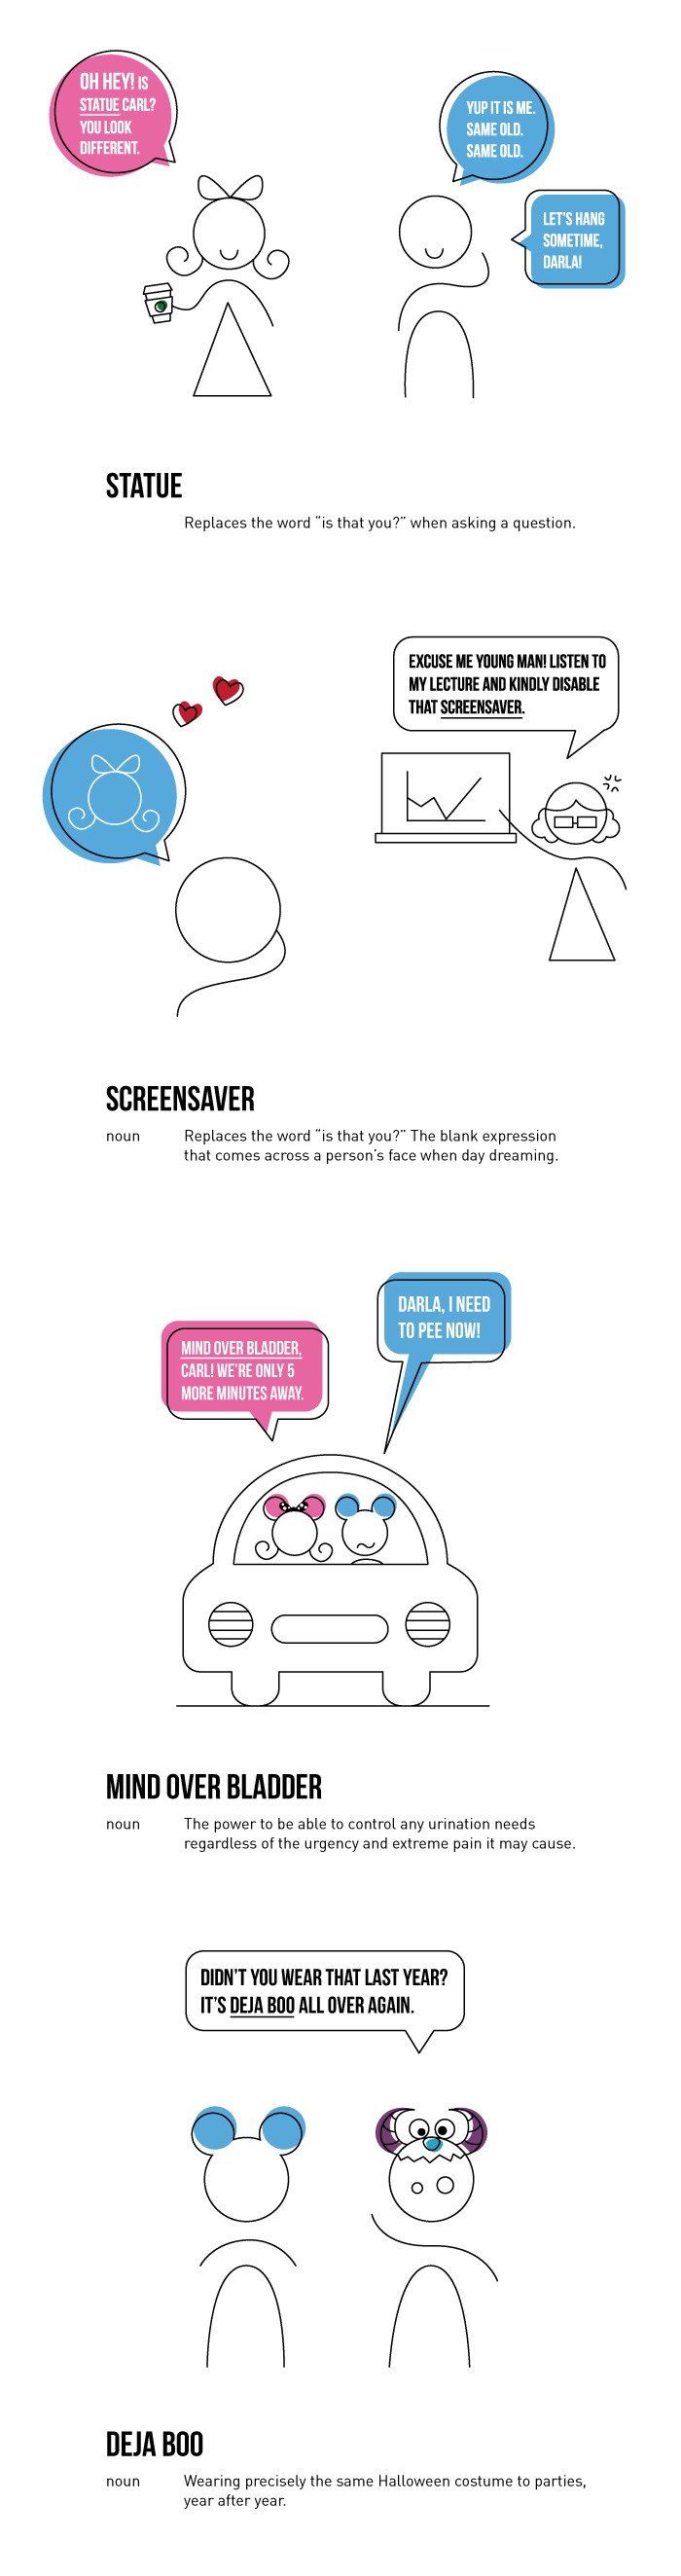 OH HEY! IS
STATUE CARL?
YOU LOOK
DIFFERENT.
YUP IT IS ME.
SAME OLD.
SAME OLD.
LET'S HANG
SOMETIME,
DARLA!
STATUE
Replaces the word “is that you?” when asking a question.
EXCUSE ME YOUNG MAN! LISTEN TO
MY LECTURE AND KINDLY DISABLE
THAT SCREENSAVER.
SCREENSAVER
noun Replaces the word “is that you?” The blank expression
that comes across a person's face when day dreaming.
DARLA, I NEED
TO PEE NOW!
MIND OVER BLADDER,
CARL! WE'RE ONLY 5
MORE MINUTES AWAY.
MIND OVER BLADDER
noun The power to be able to control any urination needs
regardless of the urgency and extreme pain it may cause.
DIDN'T YOU WEAR THAT LAST YEAR?
IT'S DEJA BOO ALL OVER AGAIN.
DEJA BOO
noun Wearing precisely the same Halloween costume to parties,
year after year.